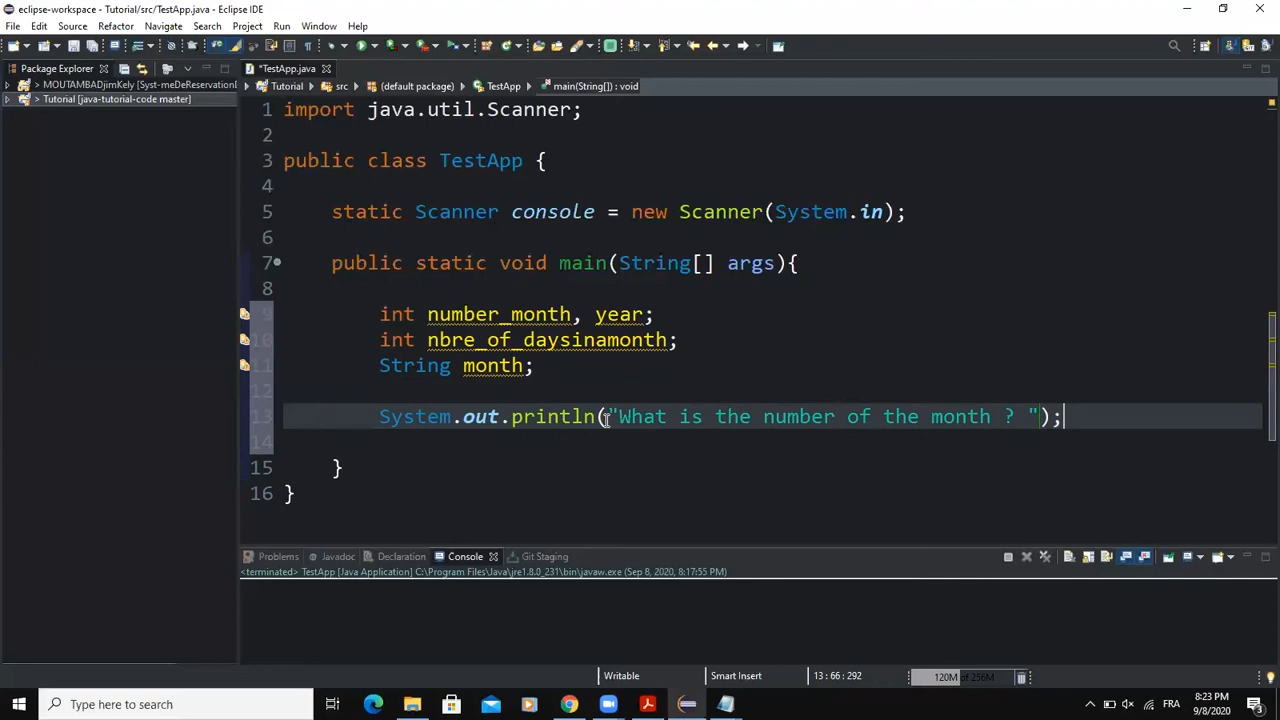 eclipse-workspace - Tutorial/src/TestApp.java - Eclipse IDE
File Edit Source Refactor Navigate Search Project Run Window Help
Package Explorer *TestApp.java
> MOUTAMBADjimKely [Syst-meDeReservationD
> Tutorial [java-tutorial-code master]
Tutorial src (default package) TestApp main(String[]) : void
1 import java.util.Scanner;
2
3 public class TestApp {
4
5 static Scanner console = new Scanner(System.in);
6
7 public static void main(String[] args){
8
9 int number_month, year;
10 int nbre_of_daysinamonth;
11 String month;
12
13 System.out.println("What is the number of the month ? ");
14
15 }
16 }
Problems Javadoc Declaration Console Git Staging
<terminated> TestApp [Java Application] C:\Program Files\Java\jre1.8.0_231\bin\javaw.exe (Sep 8, 2020, 8:17:55 PM)
Writable Smart Insert 13 : 66 : 292 120M of 256M
Type here to search
FRA
8:23 PM
9/8/2020
3